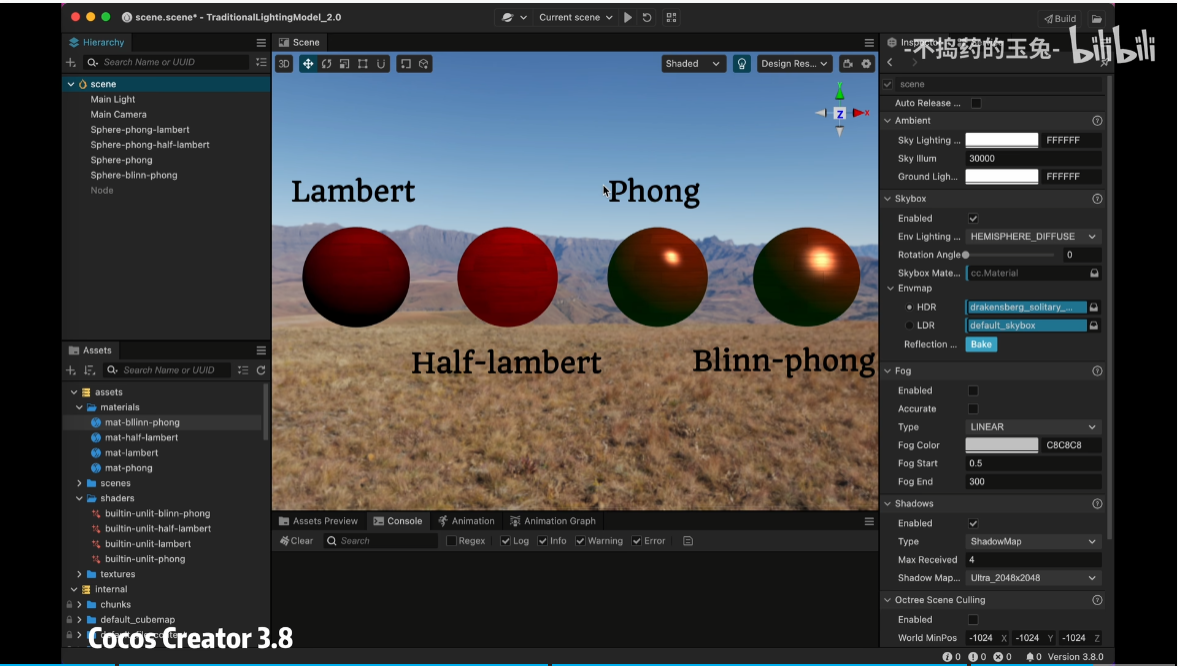 scene.scene* - TraditionalLightingModel_2.0
Current scene
Build
Hierarchy
Scene
-不捣药的玉兔-
bilibili
Search Name or UUID
3D
Shaded
Design Res...
scene
scene
Main Light
Main Camera
Sphere-phong-lambert
Sphere-phong-half-lambert
Sphere-phong
Sphere-blinn-phong
Node
Y
Z
X
Lambert
Phong
Half-lambert
Blinn-phong
Auto Release ...
Ambient
Sky Lighting ...
FFFFFF
Sky Illum
30000
Ground Ligh...
FFFFFF
Skybox
Enabled
Env Lighting ...
HEMISPHERE_DIFFUSE
Rotation Angle
0
Skybox Mate...
cc.Material
Envmap
HDR
drakensberg_solitary_...
LDR
default_skybox
Reflection ...
Bake
Fog
Enabled
Accurate
Type
LINEAR
Fog Color
C8C8C8
Fog Start
0.5
Fog End
300
Shadows
Enabled
Type
ShadowMap
Max Received
4
Shadow Map...
Ultra_2048x2048
Octree Scene Culling
Enabled
World MinPos
-1024 X -1024 Y -1024 Z
Assets
Search Name or UUID
assets
materials
mat-bllinn-phong
mat-half-lambert
mat-lambert
mat-phong
scenes
shaders
builtin-unlit-blinn-phong
builtin-unlit-half-lambert
builtin-unlit-lambert
builtin-unlit-phong
textures
internal
chunks
default_cubemap
Assets Preview
Console
Animation
Animation Graph
Clear
Search
Regex
Log
Info
Warning
Error
Cocos Creator 3.8
0 0 0 0 Version 3.8.0